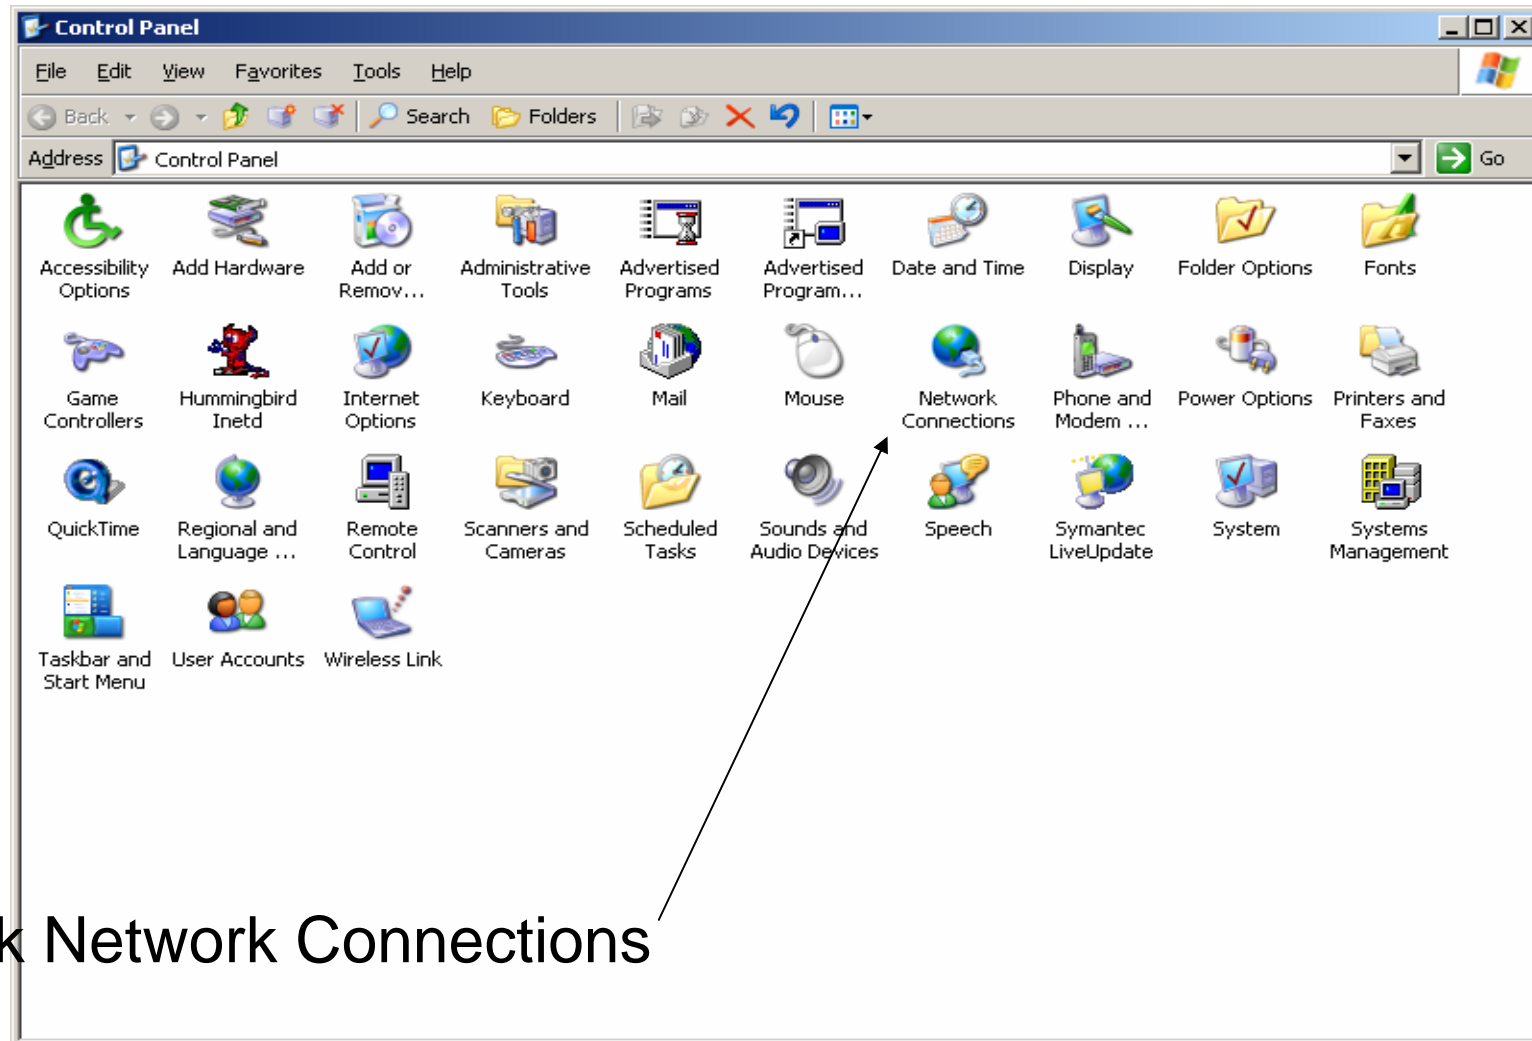 Control Panel
File Edit View Favorites Tools Help
Back Search Folders
Address Control Panel Go
Accessibility Options
Add Hardware
Add or Remov...
Administrative Tools
Advertised Programs
Advertised Program...
Date and Time
Display
Folder Options
Fonts
Game Controllers
Hummingbird Inetd
Internet Options
Keyboard
Mail
Mouse
Network Connections
Phone and Modem ...
Power Options
Printers and Faxes
QuickTime
Regional and Language ...
Remote Control
Scanners and Cameras
Scheduled Tasks
Sounds and Audio Devices
Speech
Symantec LiveUpdate
System
Systems Management
Taskbar and Start Menu
User Accounts
Wireless Link
k Network Connections